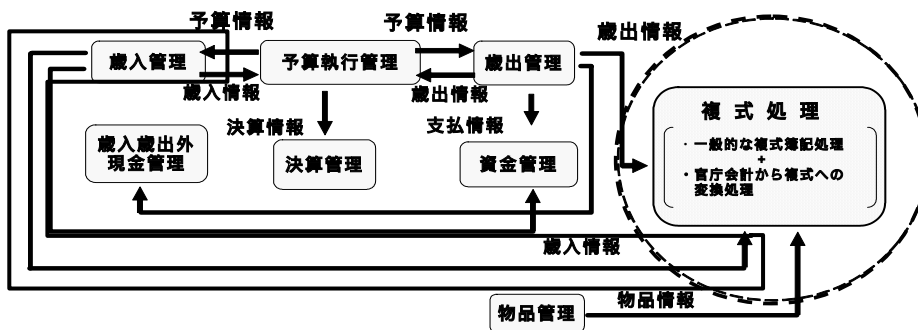 予算情報
予算情報
歳出情報
歳入管理
予算執行管理
歳出管理
歳入情報
歳出情報
複式処理
決算情報
支払情報
・一般的な複式簿記処理
+
・官庁会計から複式への
変換処理
歳入歳出外
現金管理
決算管理
資金管理
歳入情報
物品情報
物品管理